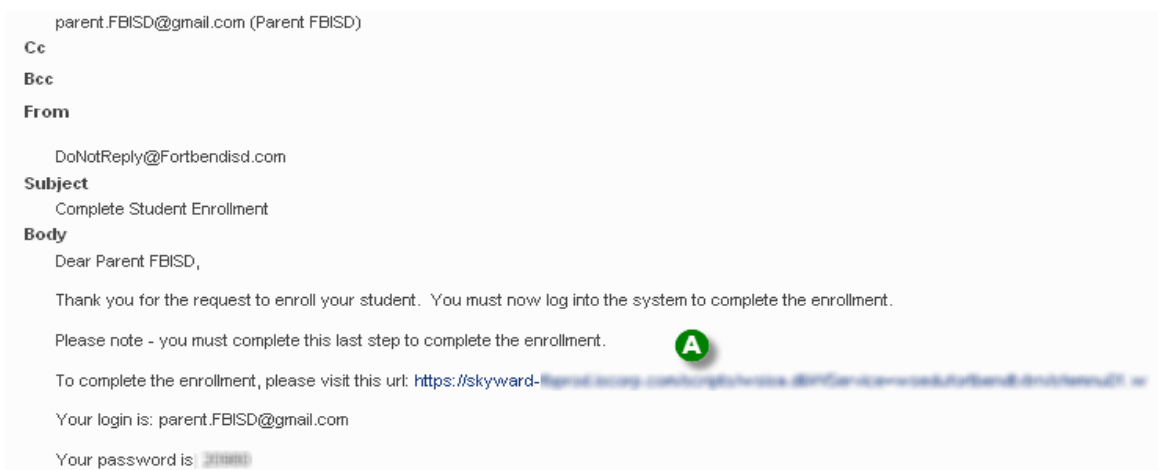 parent.FBISD@gmail.com (Parent FBISD)
Cc
Bcc
From
DoNotReply@Fortbendisd.com
Subject
Complete Student Enrollment
Body
Dear Parent FBISD,
Thank you for the request to enroll your student. You must now log into the system to complete the enrollment.
Please note - you must complete this last step to complete the enrollment.
A
To complete the enrollment, please visit this url: https://skyward-
Your login is: parent.FBISD@gmail.com
Your password is: